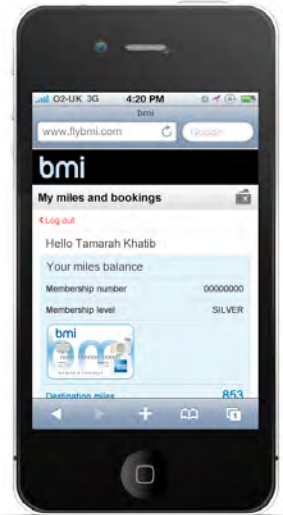 O2-UK 3G 4:20 PM
bmi
www.flybmi.com Google
bmi
My miles and bookings
Log out
Hello Tamarah Khatib
Your miles balance
Membership number 00000000
Membership level SILVER
bmi
Destination miles 853